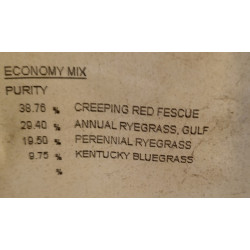 ECONOMY MIX
PURITY
38.76 % CREEPING RED FESCUE
29.40 % ANNUAL RYEGRASS, GULF
19.50 % PERENNIAL RYEGRASS
9.75 % KENTUCKY BLUEGRASS
%